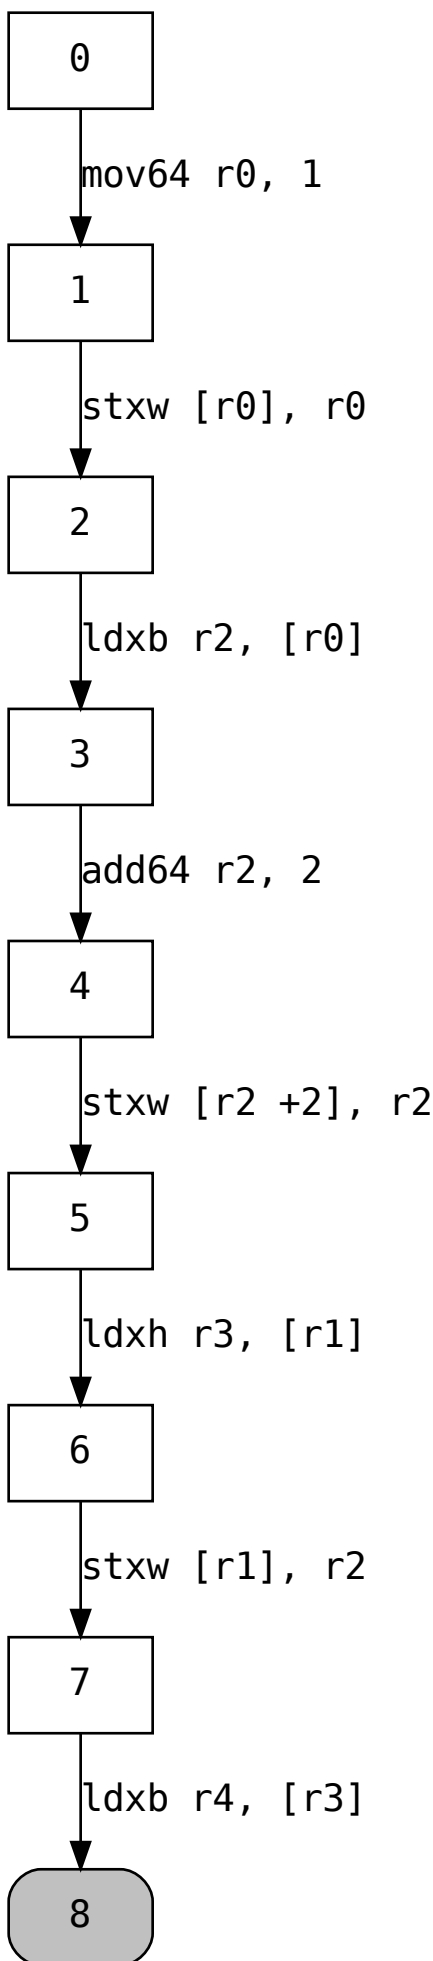 0
mov64 r0, 1
1
stxw [r0], r0
2
ldxb r2, [r0]
3
add64 r2, 2
4
stxw [r2 +2], r2
5
ldxh r3, [r1]
6
stxw [r1], r2
7
ldxb r4, [r3]
8